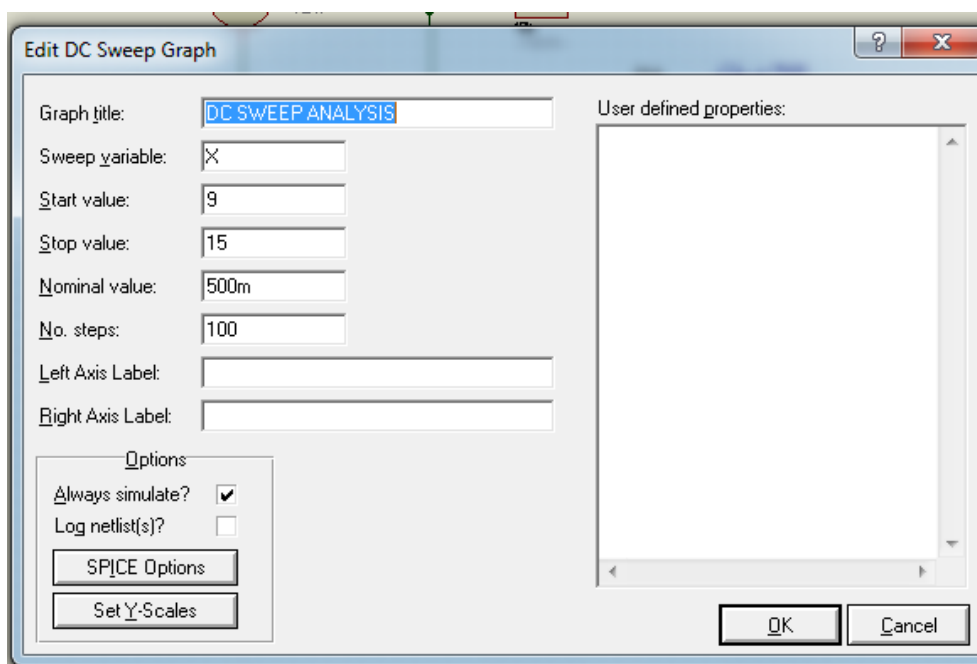 Edit DC Sweep Graph
Graph title: DC SWEEP ANALYSIS
Sweep variable: X
Start value: 9
Stop value: 15
Nominal value: 500m
No. steps: 100
Left Axis Label:
Right Axis Label:
Options
Always simulate?
Log netlist(s)?
SPICE Options
Set Y-Scales
User defined properties:
OK
Cancel